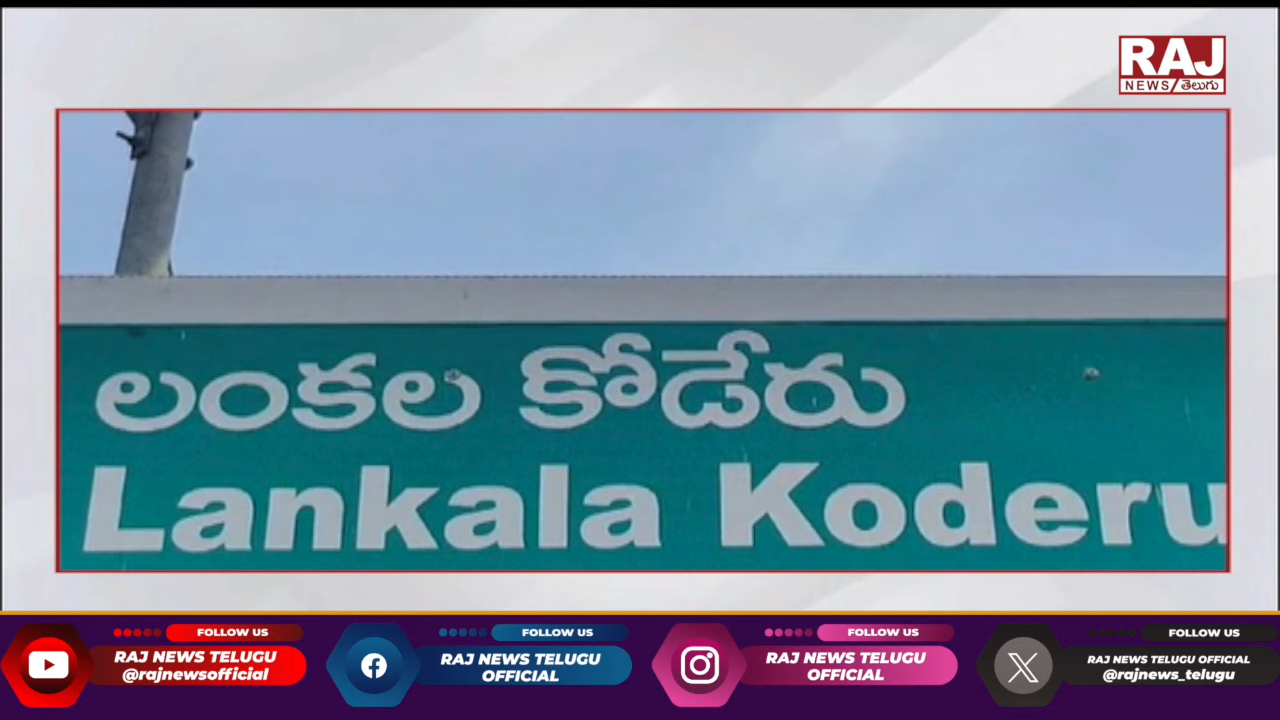 RAJ
NEWS తెలుగు
లంకల కోడేరు
Lankala Koderu
FOLLOW US
RAJ NEWS TELUGU
@rajnewsofficial
FOLLOW US
RAJ NEWS TELUGU
OFFICIAL
FOLLOW US
RAJ NEWS TELUGU
OFFICIAL
FOLLOW US
RAJ NEWS TELUGU OFFICIAL
@rajnews_telugu